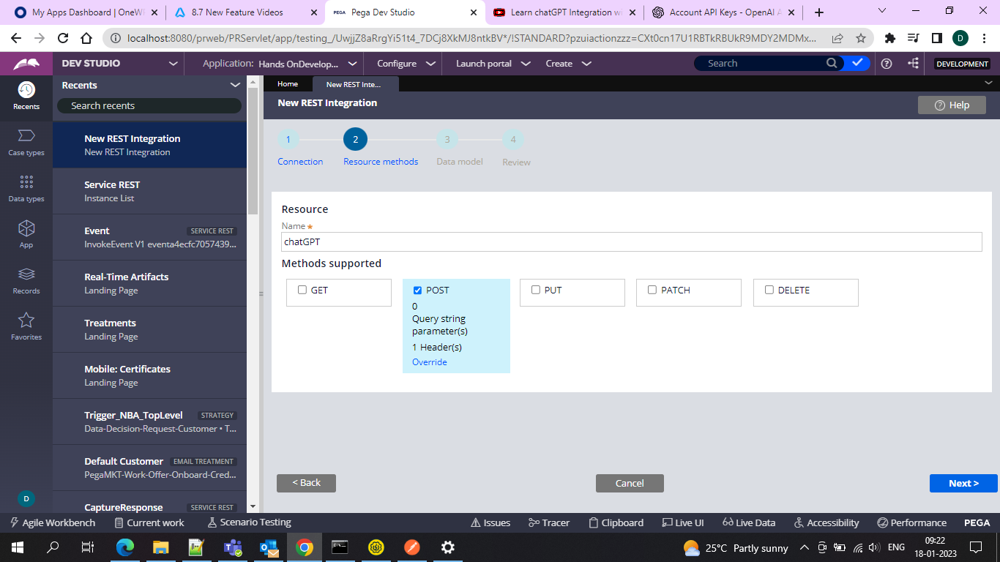 My Apps Dashboard | OneW
8.7 New Feature Videos
PEGA Pega Dev Studio
Learn chatGPT Integration wi
Account API Keys - OpenAI A
localhost:8080/prweb/PRServlet/app/testing_/UwjjZ8aRrgYi51t4_7DCj8XkMJ8ntkBV*/!STANDARD?pzuiactionzzz=CXt0cn17U1RBTkRBUkR9MDY2MDMx...
D
DEV STUDIO
Application: Hands OnDevelop...
Configure
Launch portal
Create
Search
DEVELOPMENT
Recents
Case types
Data types
App
Records
Favorites
D
Recents
Search recents
New REST Integration
New REST Integration
Service REST
Instance List
Event SERVICE REST
InvokeEvent V1 eventa4ecfc7057439...
Real-Time Artifacts
Landing Page
Treatments
Landing Page
Mobile: Certificates
Landing Page
Trigger_NBA_TopLevel STRATEGY
Data-Decision-Request-Customer • T...
Default Customer EMAIL TREATMENT
PegaMKT-Work-Offer-Onboard-Cred...
CaptureResponse SERVICE REST
Home
New REST Inte...
New REST Integration
Help
1 2 3 4
Connection Resource methods Data model Review
Resource
Name *
chatGPT
Methods supported
GET
POST
0
Query string
parameter(s)
1 Header(s)
Override
PUT
PATCH
DELETE
< Back
Cancel
Next >
Agile Workbench
Current work
Scenario Testing
Issues
Tracer
Clipboard
Live UI
Live Data
Accessibility
Performance
PEGA
25°C Partly sunny
ENG
09:22
18-01-2023